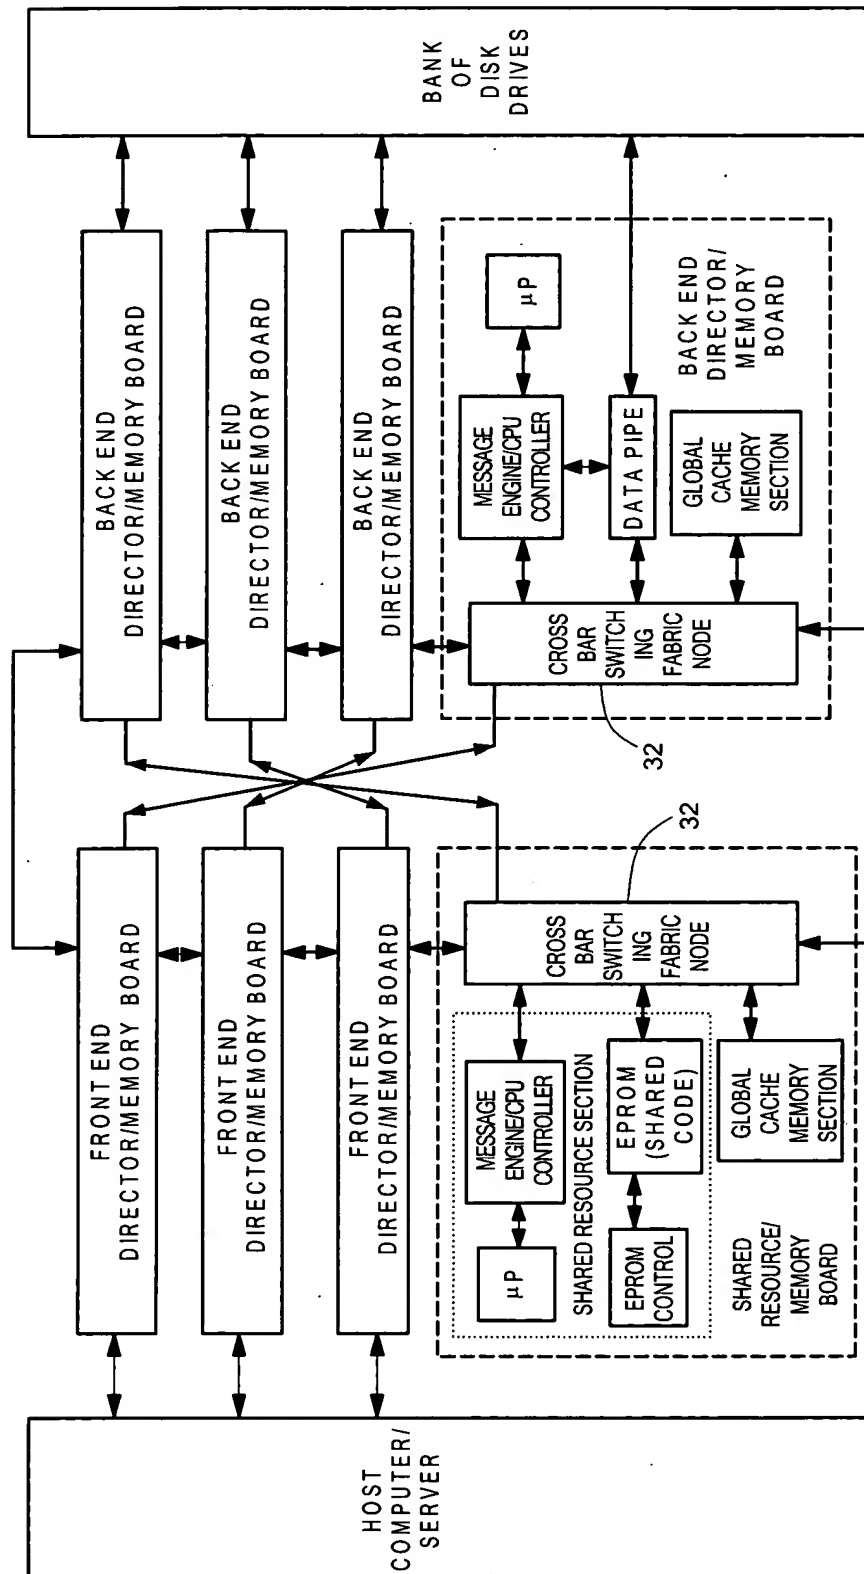 HOST
COMPUTER/
SERVER
FRONT END
DIRECTOR/MEMORY BOARD
FRONT END
DIRECTOR/MEMORY BOARD
FRONT END
DIRECTOR/MEMORY BOARD
µP
MESSAGE
ENGINE/CPU
CONTROLLER
SHARED RESOURCE SECTION
EPROM
CONTROL
EPROM
(SHARED
CODE)
SHARED
RESOURCE/
MEMORY
BOARD
GLOBAL
CACHE
MEMORY
SECTION
CROSS
BAR
SWITCH
ING
FABRIC
NODE
32
BACK END
DIRECTOR/MEMORY BOARD
BACK END
DIRECTOR/MEMORY BOARD
BACK END
DIRECTOR/MEMORY BOARD
32
CROSS
BAR
SWITCH
ING
FABRIC
NODE
MESSAGE
ENGINE/CPU
CONTROLLER
µP
DATA PIPE
GLOBAL
CACHE
MEMORY
SECTION
BACK END
DIRECTOR/
MEMORY
BOARD
BANK
OF
DISK
DRIVES